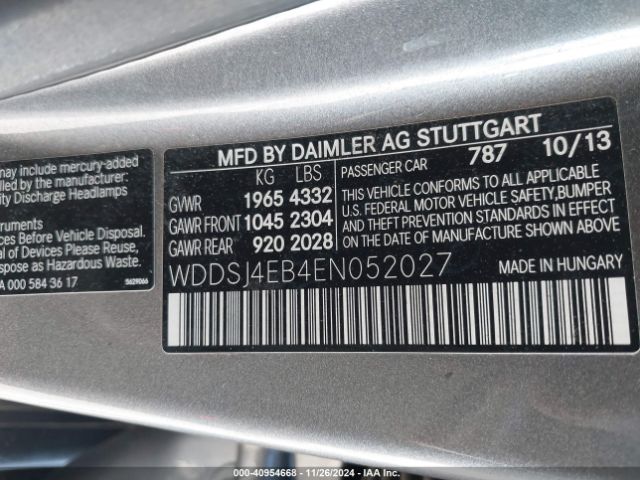 may include mercury-added
lled by the manufacturer:
ity Discharge Headlamps
nstruments
ces Before Vehicle Disposal.
al of Devices Please Reuse,
se as Hazardous Waste.
A 000 584 36 17 5629066
MFD BY DAIMLER AG STUTTGART
KG LBS
GVWR 1965 4332
GAWR FRONT 1045 2304
GAWR REAR 920 2028
PASSENGER CAR 787 10/13
THIS VEHICLE CONFORMS TO ALL APPLICABLE
U.S. FEDERAL MOTOR VEHICLE SAFETY,BUMPER
AND THEFT PREVENTION STANDARDS IN EFFECT
ON THE DATE OF MANUFACTURE SHOWN ABOVE.
WDDSJ4EB4EN052027 MADE IN HUNGARY
000-40954668 - 11/26/2024 - IAA Inc.